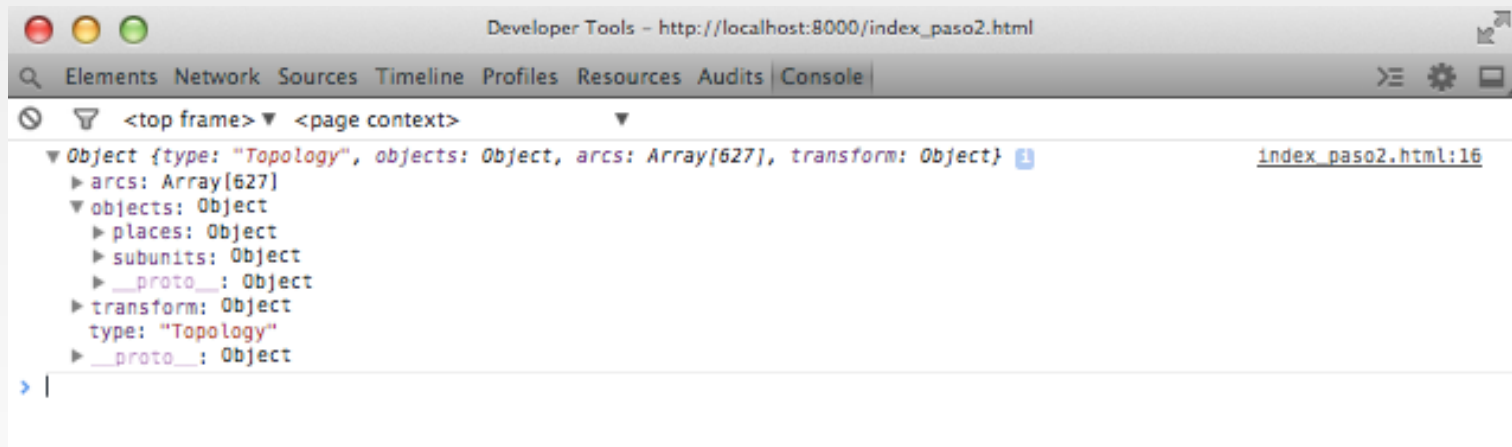 Developer Tools – http://localhost:8000/index_paso2.html
Elements Network Sources Timeline Profiles Resources Audits Console
<top frame> ▼ <page context> ▼
▼ Object {type: "Topology", objects: Object, arcs: Array[627], transform: Object} i index_paso2.html:16
▶ arcs: Array[627]
▼ objects: Object
▶ places: Object
▶ subunits: Object
▶ __proto__: Object
▶ transform: Object
type: "Topology"
▶ __proto__: Object
>